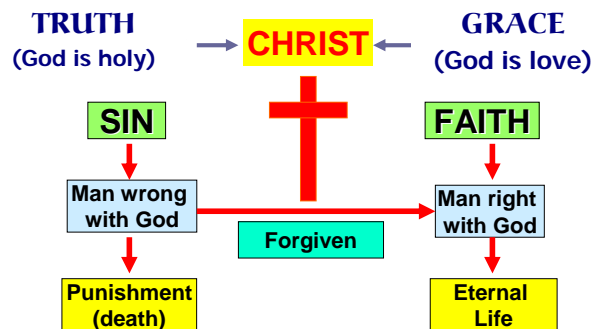 TRUTH
(God is holy)
CHRIST
GRACE
(God is love)
SIN
FAITH
Man wrong
with God
Man right
with God
Forgiven
Punishment
(death)
Eternal
Life